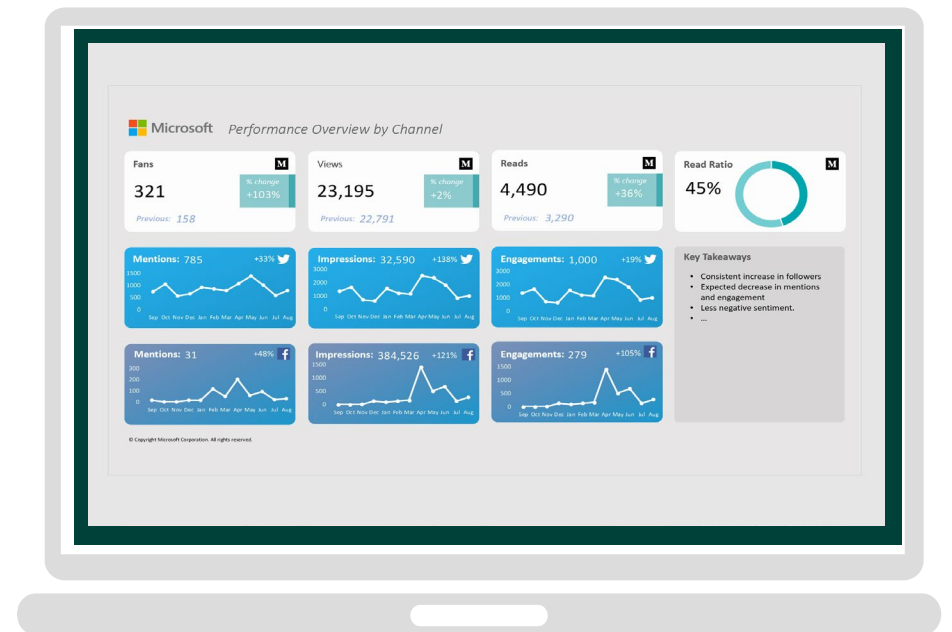 Microsoft Performance Overview by Channel
Fans M
% change
321 +103%
Previous: 158
Views M
% change
23,195 +2%
Previous: 22,791
Reads M
% change
4,490 +36%
Previous: 3,290
Read Ratio M
45%
Mentions: 785 +33%
1500
1000
500
0
Sep Oct Nov Dec Jan Feb Mar Apr May Jun Jul Aug
Impressions: 32,590 +138%
3000
2000
1000
0
Sep Oct Nov Dec Jan Feb Mar Apr May Jun Jul Aug
Engagements: 1,000 +19%
3000
2000
1000
0
Sep Oct Nov Dec Jan Feb Mar Apr May Jun Jul Aug
Key Takeaways
• Consistent increase in followers
• Expected decrease in mentions
and engagement
• Less negative sentiment.
• ...
Mentions: 31 +48% f
300
200
100
0
Sep Oct Nov Dec Jan Feb Mar Apr May Jun Jul Aug
Impressions: 384,526 +121% f
1500
1000
500
0
Sep Oct Nov Dec Jan Feb Mar Apr May Jun Jul Aug
Engagements: 279 +105% f
1500
1000
500
0
Sep Oct Nov Dec Jan Feb Mar Apr May Jun Jul Aug
© Copyright Microsoft Corporation. All rights reserved.